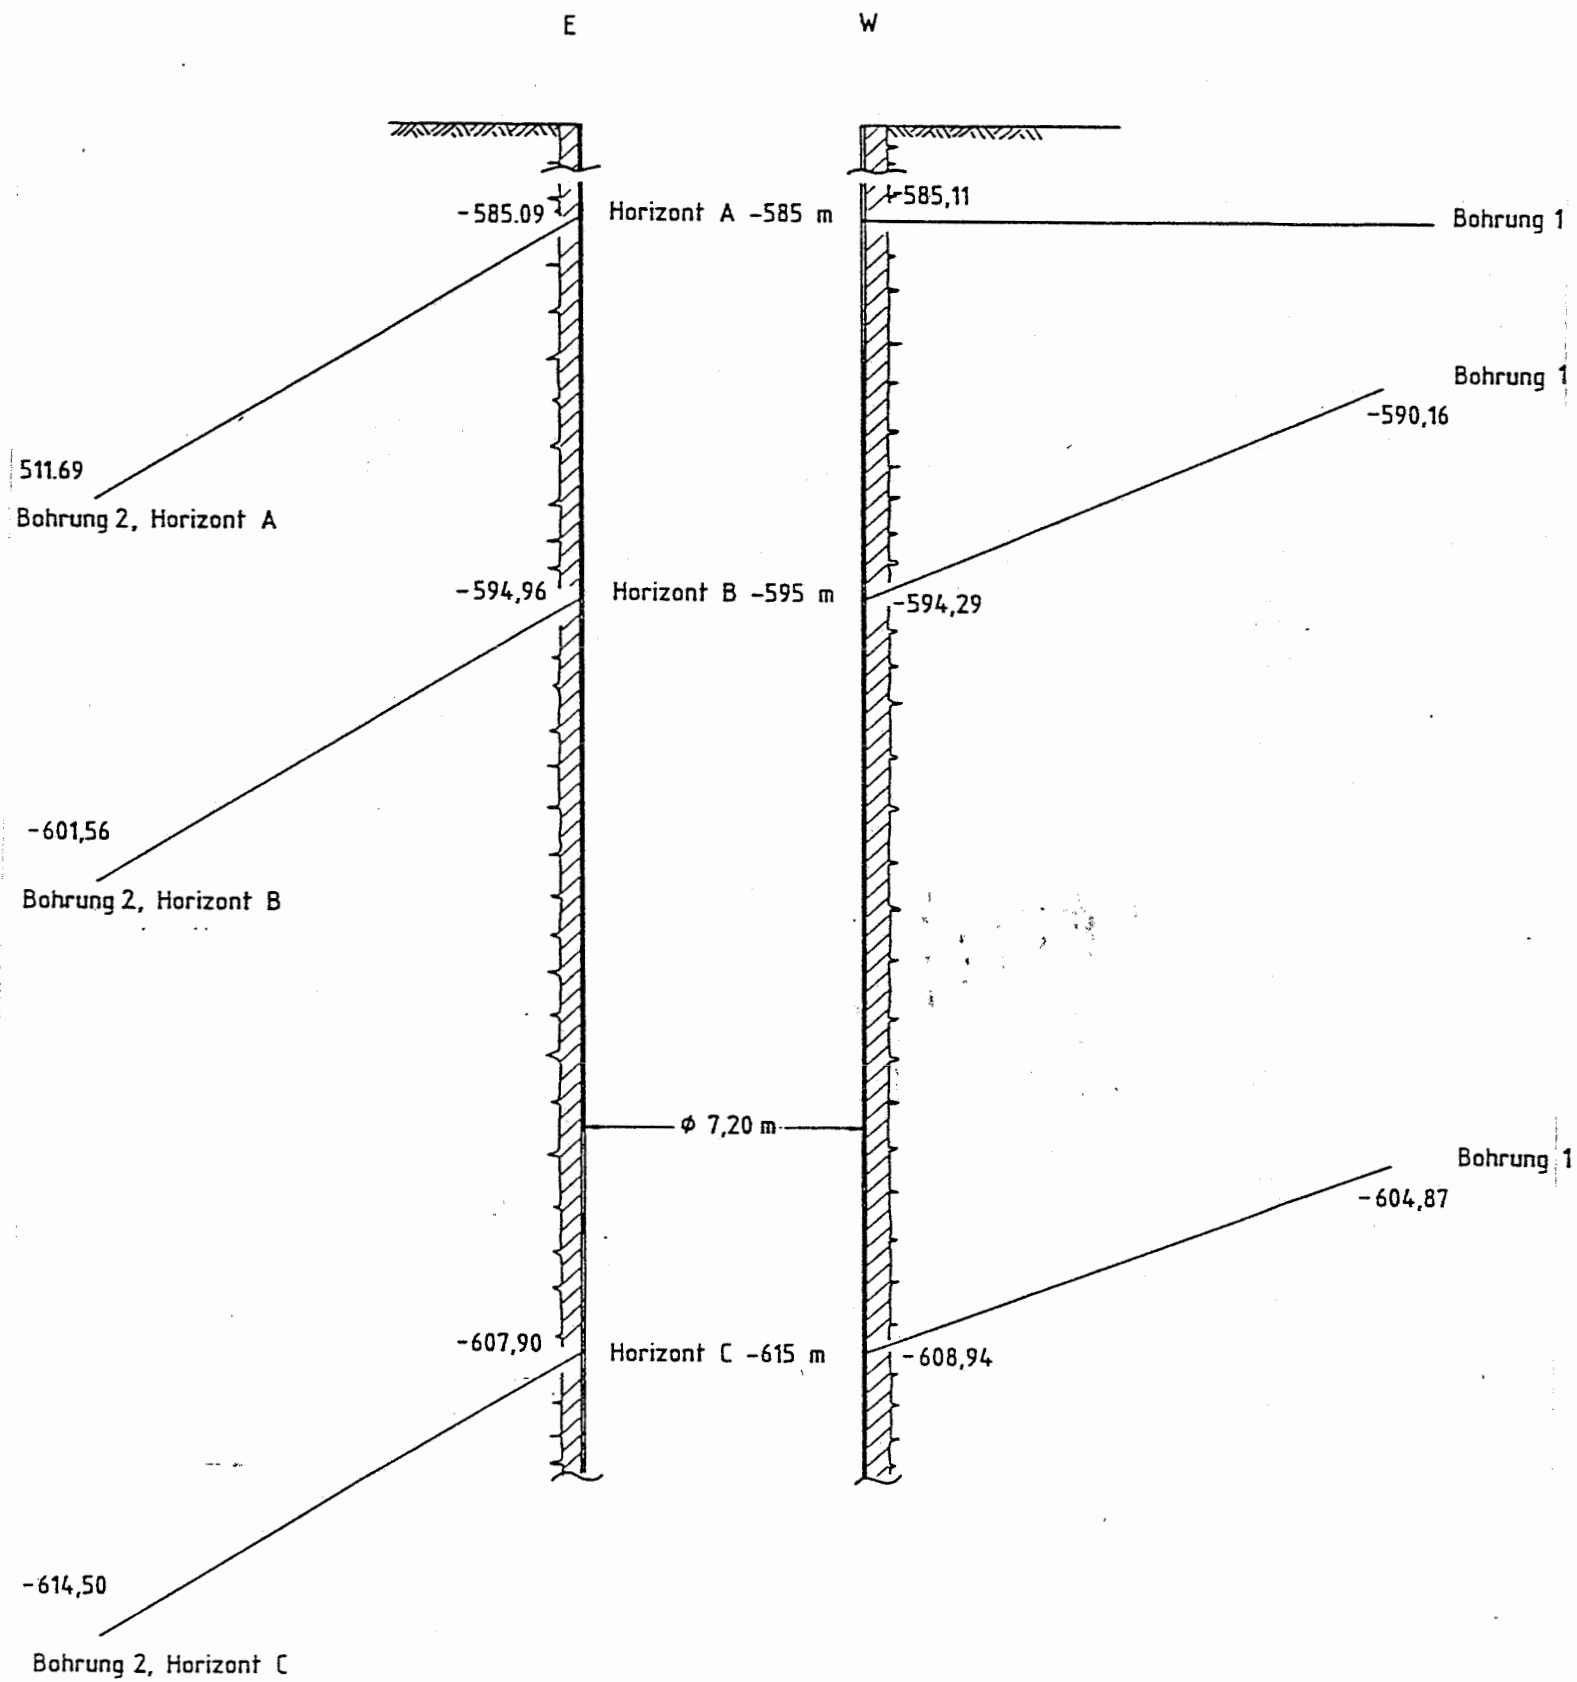 E W
-585,11
-585.09 Horizont A -585 m Bohrung 1
Bohrung 1
-590,16
511.69
Bohrung 2, Horizont A
-594,96 Horizont B -595 m -594,29
-601,56
Bohrung 2, Horizont B
ϕ 7,20 m
Bohrung 1
-604,87
-607,90 Horizont C -615 m -608,94
-614,50
Bohrung 2, Horizont C